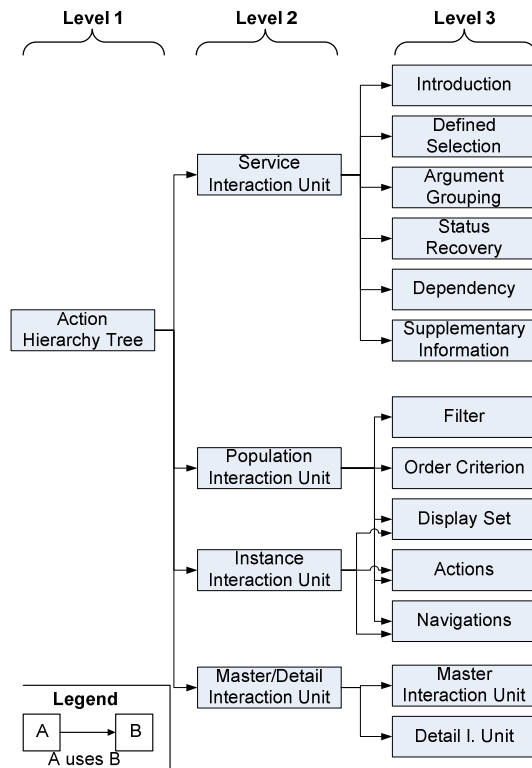 Level 1
Level 2
Level 3
Introduction
Defined
Selection
Service
Interaction Unit
Argument
Grouping
Status
Recovery
Dependency
Action
Hierarchy Tree
Supplementary
Information
Filter
Population
Interaction Unit
Order Criterion
Display Set
Instance
Interaction Unit
Actions
Navigations
Master/Detail
Interaction Unit
Master
Interaction Unit
Detail I. Unit
Legend
A
B
A uses B